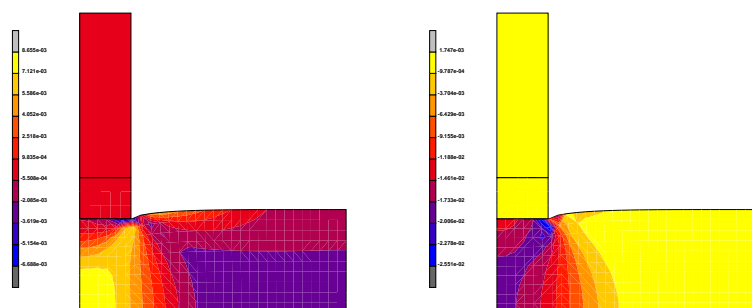 8.655e-03
7.121e-03
5.586e-03
4.052e-03
2.518e-03
9.835e-04
-5.508e-04
-2.085e-03
-3.619e-03
-5.154e-03
-6.688e-03
1.747e-03
-9.787e-04
-3.704e-03
-6.429e-03
-9.155e-03
-1.188e-02
-1.461e-02
-1.733e-02
-2.006e-02
-2.278e-02
-2.551e-02